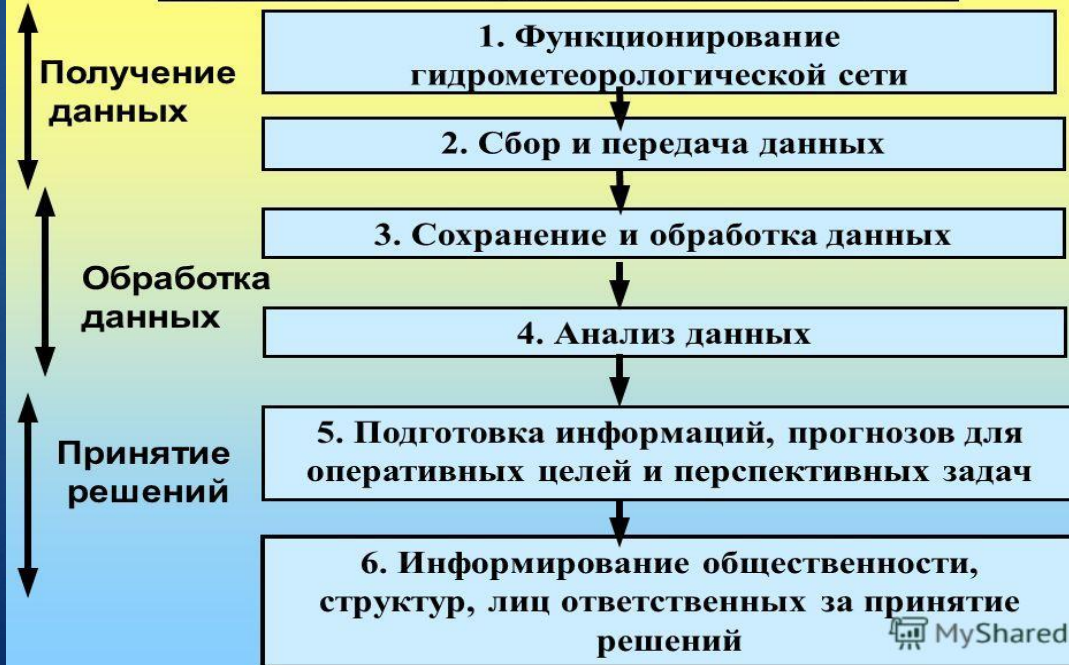 Получение
данных
1. Функционирование
гидрометеорологической сети
2. Сбор и передача данных
Обработка
данных
3. Сохранение и обработка данных
4. Анализ данных
Принятие
решений
5. Подготовка информаций, прогнозов для
оперативных целей и перспективных задач
6. Информирование общественности,
структур, лиц ответственных за принятие
решений
MyShared